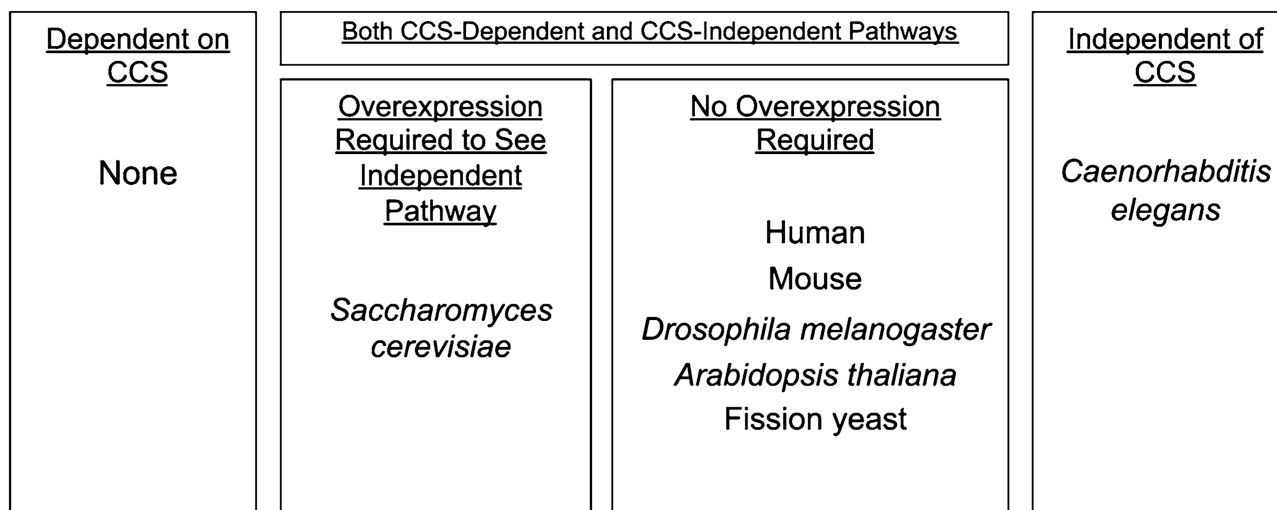 Dependent on
CCS
None
Both CCS-Dependent and CCS-Independent Pathways
Overexpression
Required to See
Independent
Pathway
Saccharomyces
cerevisiae
No Overexpression
Required
Human
Mouse
Drosophila melanogaster
Arabidopsis thaliana
Fission yeast
Independent of
CCS
Caenorhabditis
elegans